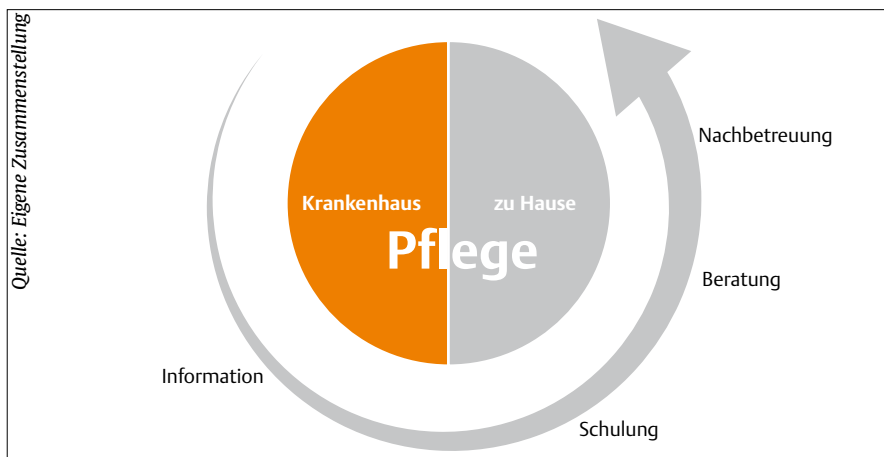 Quelle: Eigene Zusammenstellung
Krankenhaus
zu Hause
Pflege
Information
Schulung
Beratung
Nachbetreuung